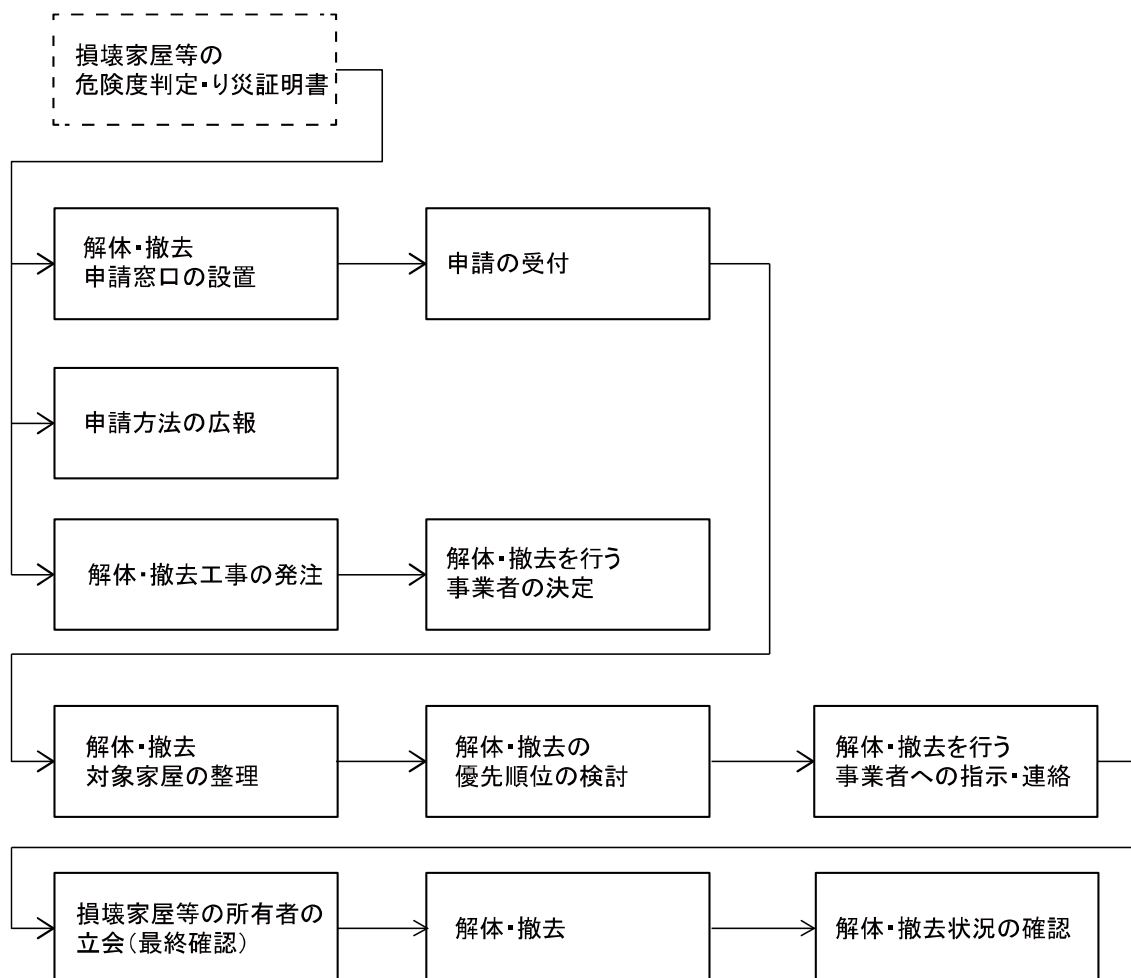 損壊家屋等の
危険度判定・り災証明書
解体・撤去
申請窓口の設置
申請の受付
申請方法の広報
解体・撤去工事の発注
解体・撤去を行う
事業者の決定
解体・撤去
対象家屋の整理
解体・撤去の
優先順位の検討
解体・撤去を行う
事業者への指示・連絡
損壊家屋等の所有者の
立会(最終確認)
解体・撤去
解体・撤去状況の確認